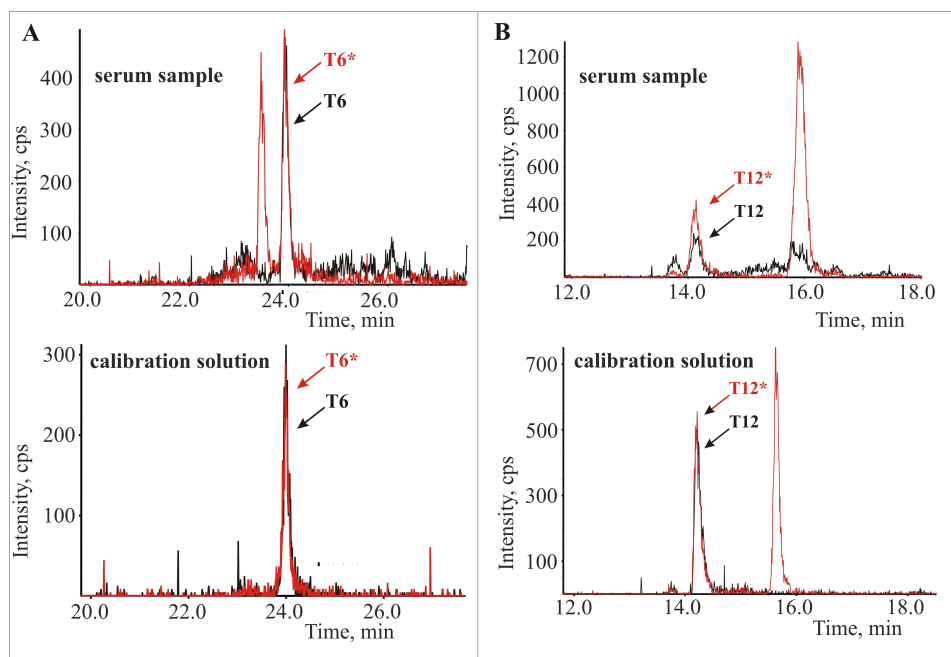 A
serum sample
T6*
T6
Intensity, cps
400
300
200
100
20.0 22.0 24.0 26.0
Time, min
calibration solution
T6*
T6
Intensity, cps
300
200
100
20.0 22.0 24.0 26.0
Time, min
B
serum sample
T12*
T12
Intensity, cps
1200
1000
800
600
400
200
12.0 14.0 16.0 18.0
Time, min
calibration solution
T12*
T12
Intensity, cps
700
500
300
100
12.0 14.0 16.0 18.0
Time, min